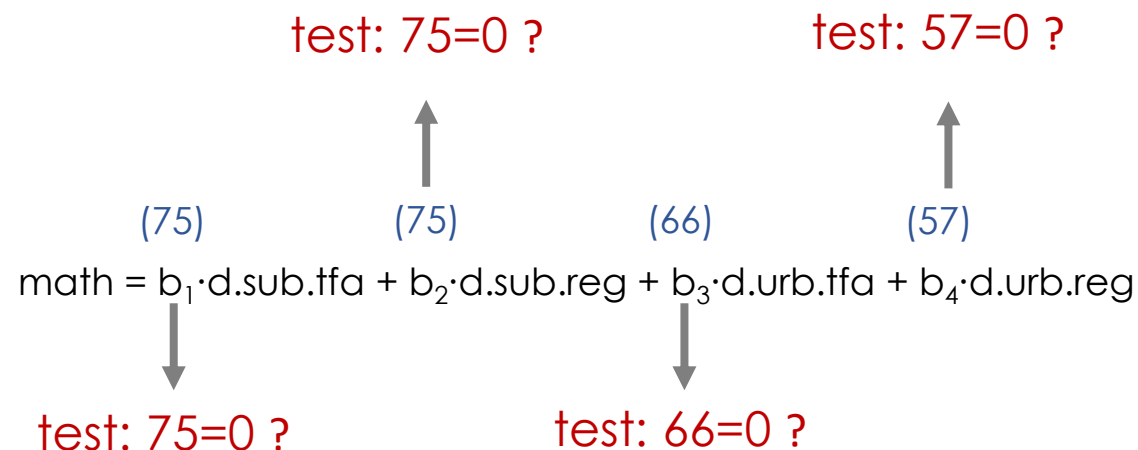 test: 75=0 ? test: 57=0 ?
(75) (75) (66) (57)
math = b₁·d.sub.tfa + b₂·d.sub.reg + b₃·d.urb.tfa + b₄·d.urb.reg
test: 75=0 ? test: 66=0 ?